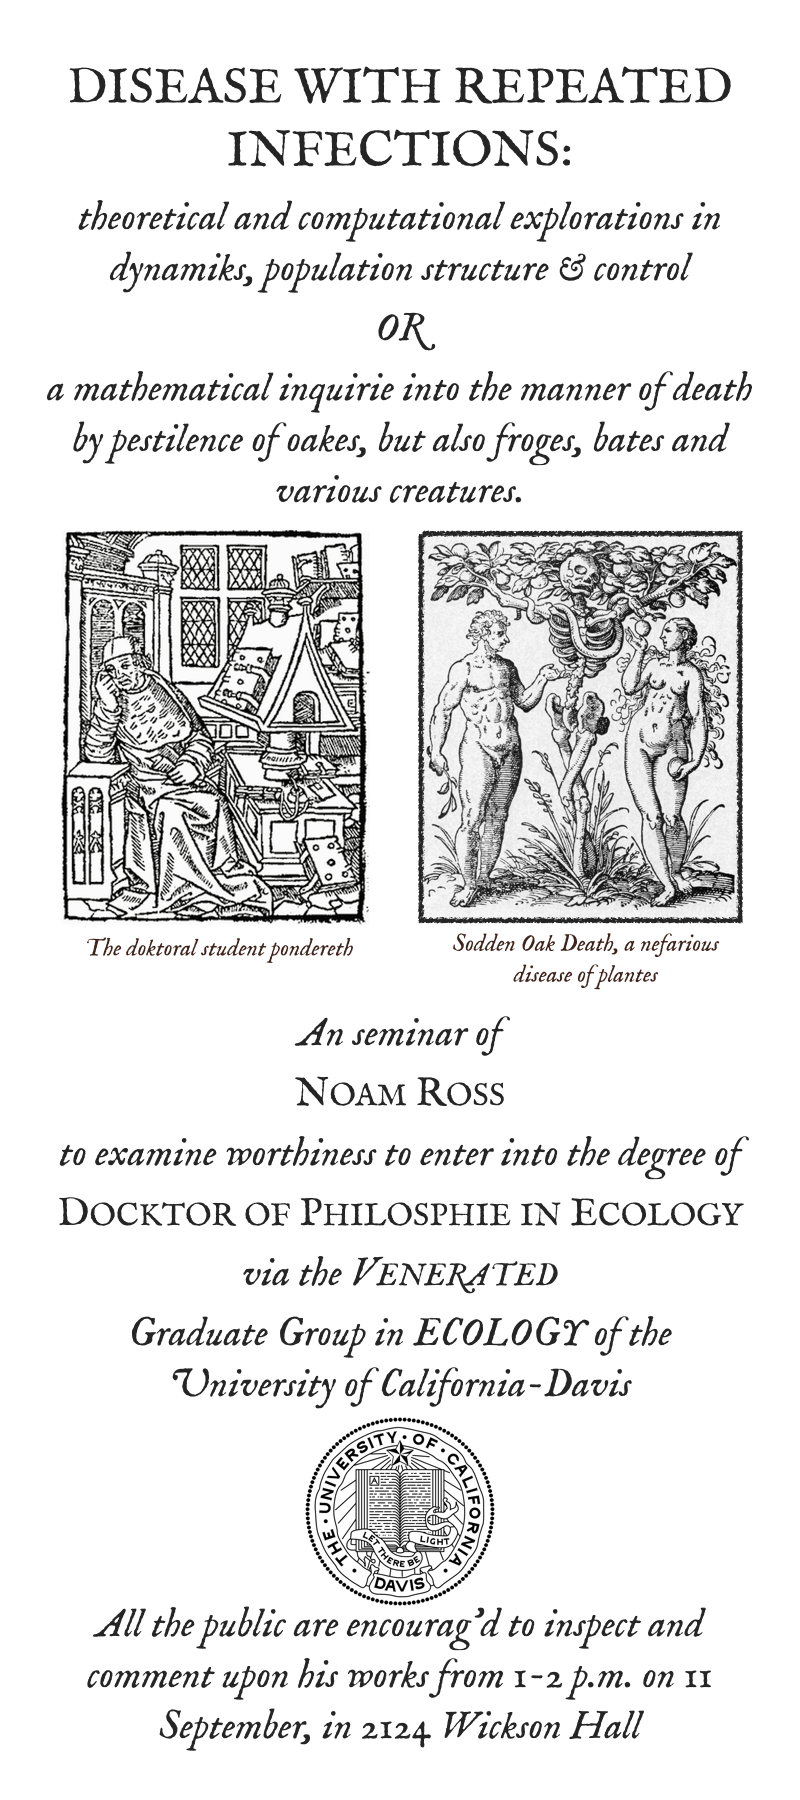 DISEASE WITH REPEATED
INFECTIONS:
theoretical and computational explorations in
dynamiks, population structure & control
OR
a mathematical inquirie into the manner of death
by pestilence of oakes, but also froges, bates and
various creatures.
The doktoral student pondereth
Sodden Oak Death, a nefarious
disease of plantes
An seminar of
NOAM ROSS
to examine worthiness to enter into the degree of
DOCKTOR OF PHILOSPHIE IN ECOLOGY
via the VENERATED
Graduate Group in ECOLOGY of the
University of California-Davis
THE · UNIVERSITY · OF · CALIFORNIA ·
A
LET THERE BE LIGHT
DAVIS
All the public are encourag'd to inspect and
comment upon his works from 1-2 p.m. on 11
September, in 2124 Wickson Hall